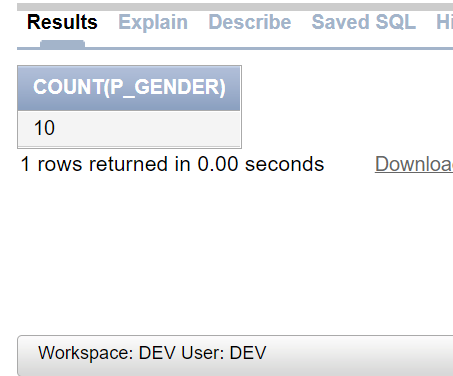 Results Explain Describe Saved SQL
COUNT(P_GENDER)
10
1 rows returned in 0.00 seconds
Workspace: DEV User: DEV